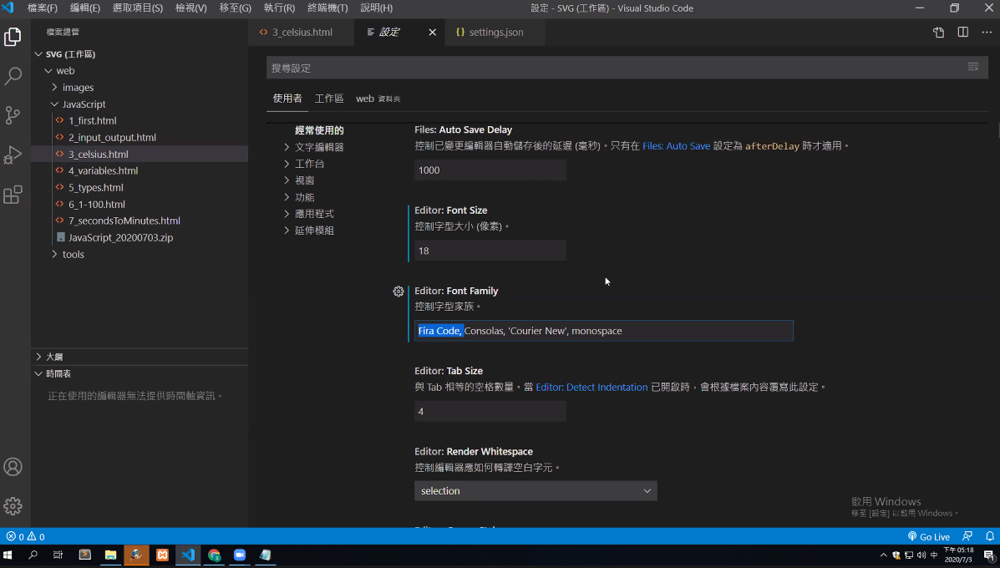 檔案(F) 編輯(E) 選取項目(S) 檢視(V) 移至(G) 執行(R) 終端機(T) 說明(H)
設定 - SVG (工作區) - Visual Studio Code
檔案總管
SVG (工作區)
web
images
JavaScript
1_first.html
2_input_output.html
3_celsius.html
4_variables.html
5_types.html
6_1-100.html
7_secondsToMinutes.html
JavaScript_20200703.zip
tools
大綱
時間表
正在使用的編輯器無法提供時間軸資訊。
3_celsius.html
設定
settings.json
搜尋設定
使用者 工作區 web 資料夾
經常使用的
文字編輯器
工作台
視窗
功能
應用程式
延伸模組
Files: Auto Save Delay
控制已變更編輯器自動儲存後的延遲 (毫秒)。只有在 Files: Auto Save 設定為 afterDelay 時才適用。
1000
Editor: Font Size
控制字型大小 (像素)。
18
Editor: Font Family
控制字型家族。
Fira Code, Consolas, 'Courier New', monospace
Editor: Tab Size
與 Tab 相等的空格數量。當 Editor: Detect Indentation 已開啟時，會根據檔案內容覆寫此設定。
4
Editor: Render Whitespace
控制編輯器應如何轉譯空白字元。
selection
啟用 Windows
移至 [設定] 以啟用 Windows。
0 0
Go Live
中
下午 05:18
2020/7/3
1